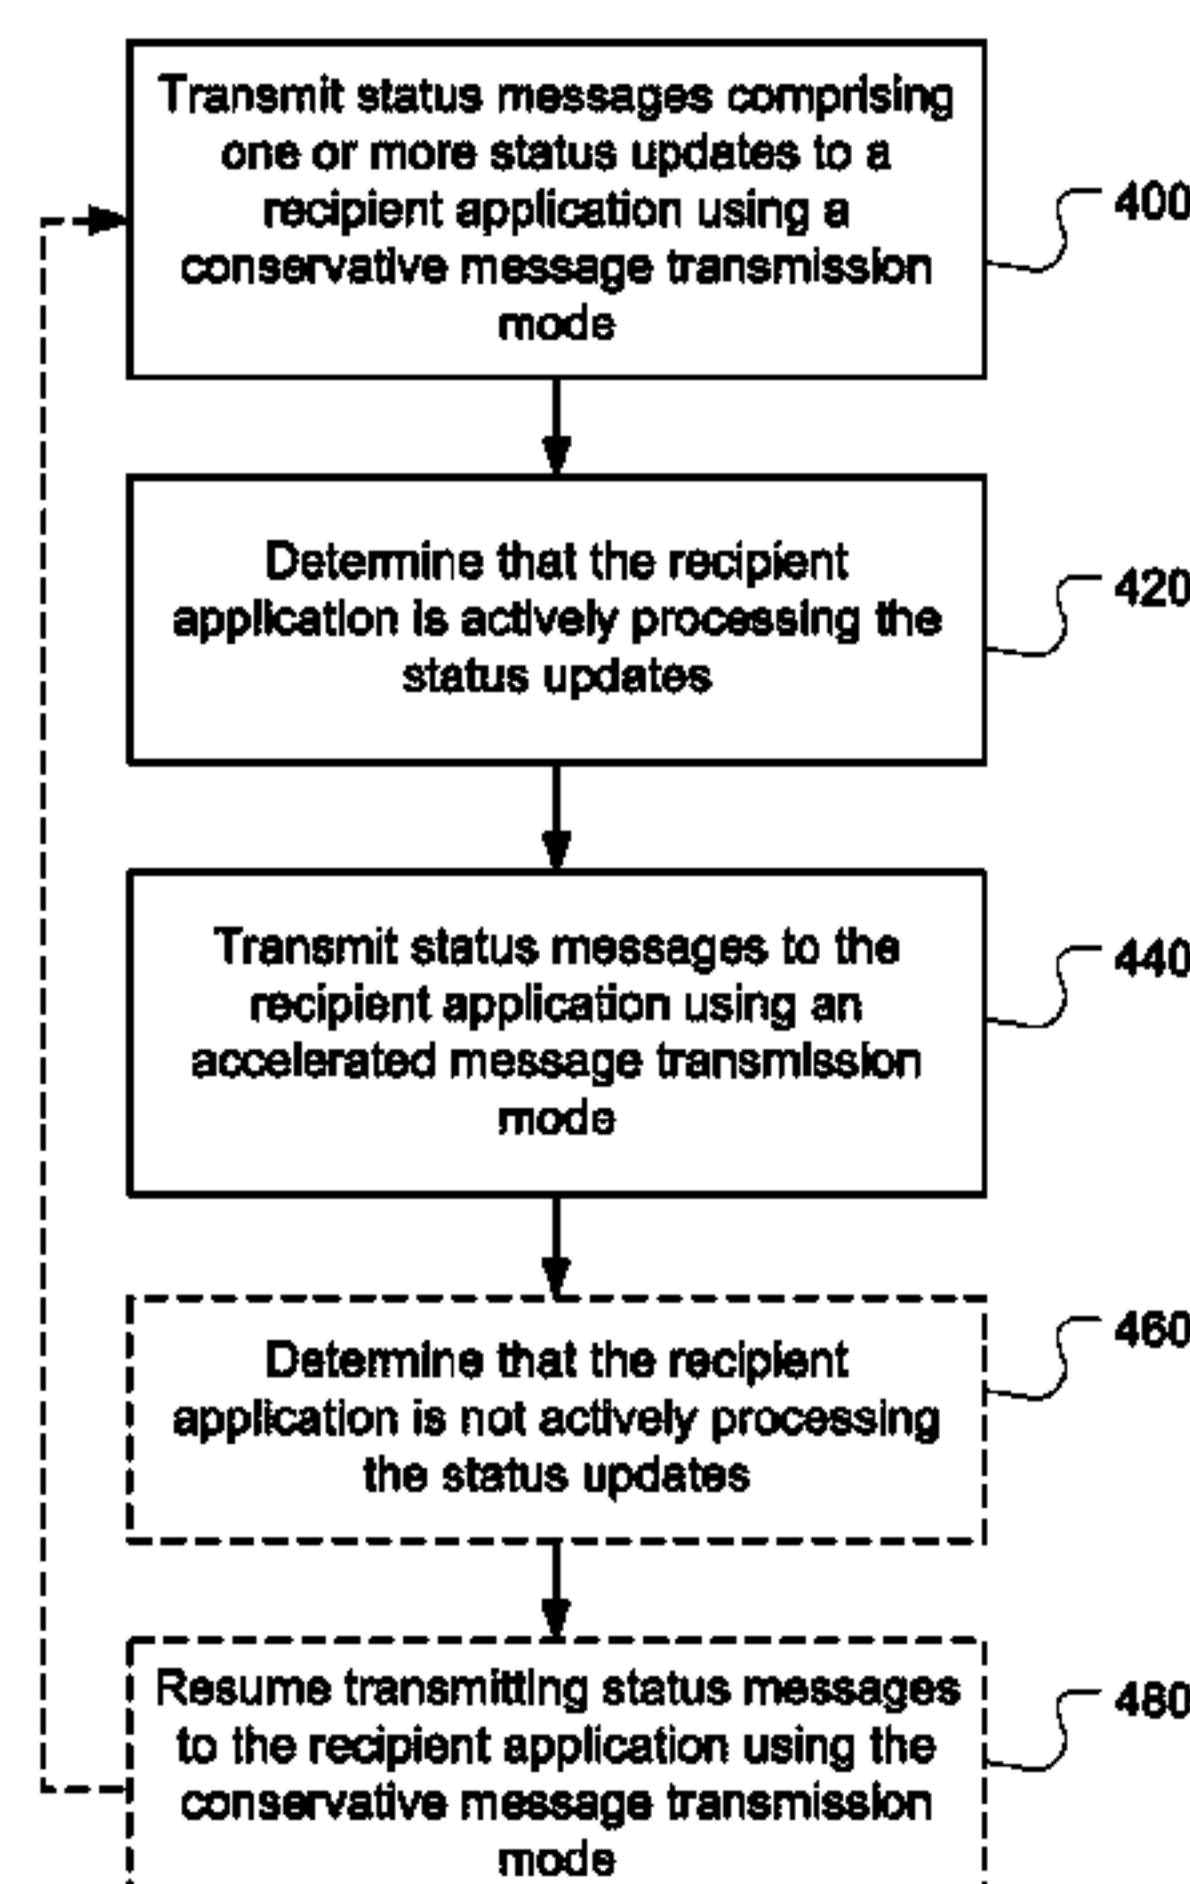 Transmit status messages comprising
one or more status updates to a
recipient application using a
conservative message transmission
mode
400
Determine that the recipient
application is actively processing the
status updates
420
Transmit status messages to the
recipient application using an
accelerated message transmission
mode
440
Determine that the recipient
application is not actively processing
the status updates
460
Resume transmitting status messages
to the recipient application using the
conservative message transmission
mode
480